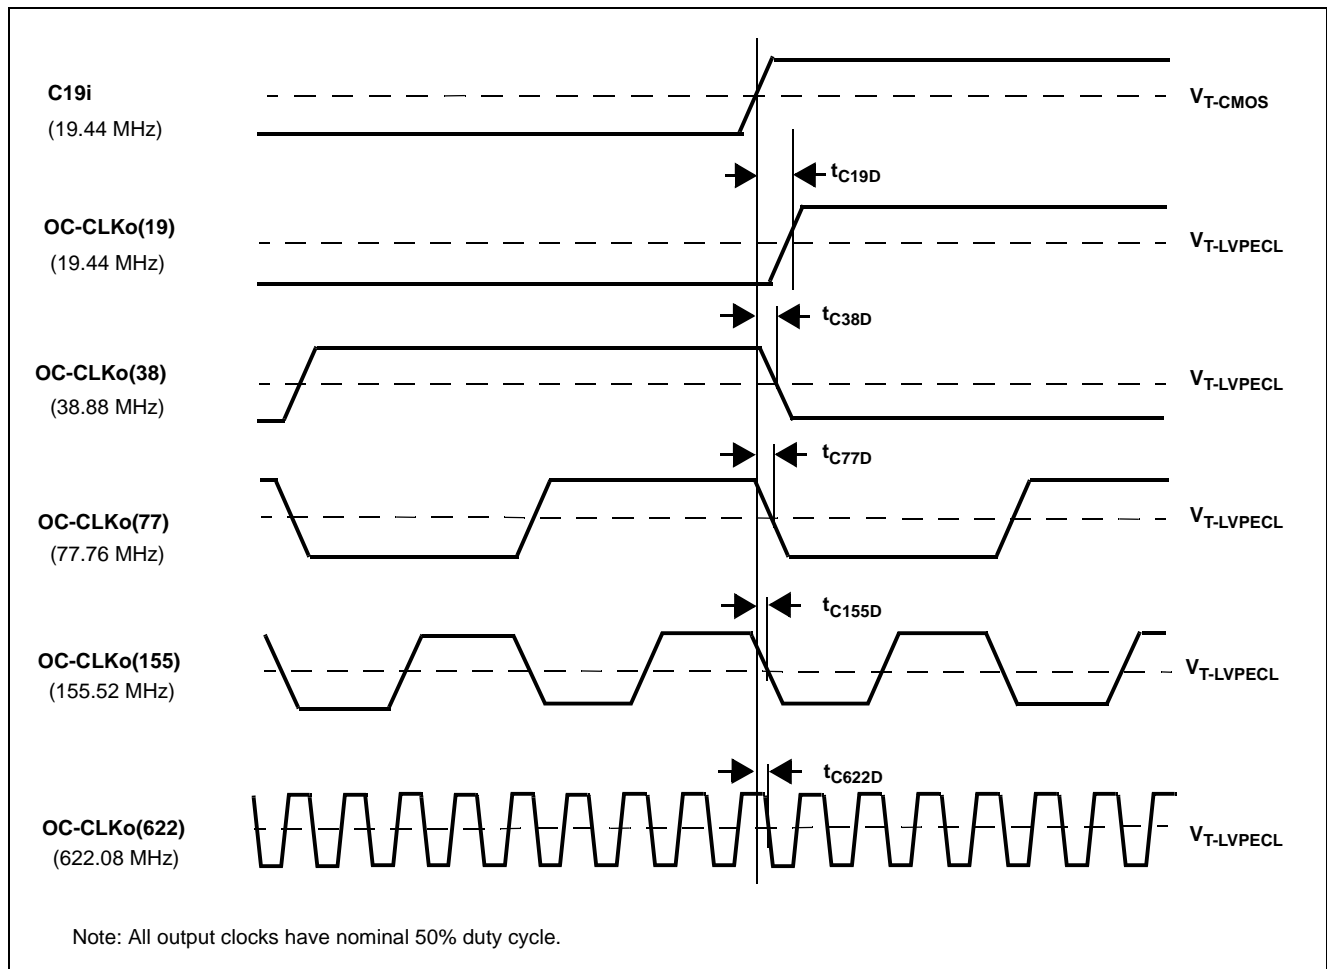 C19i
(19.44 MHz)
VT-CMOS
tC19D
OC-CLKo(19)
(19.44 MHz)
VT-LVPECL
tC38D
OC-CLKo(38)
(38.88 MHz)
VT-LVPECL
tC77D
OC-CLKo(77)
(77.76 MHz)
VT-LVPECL
tC155D
OC-CLKo(155)
(155.52 MHz)
VT-LVPECL
tC622D
OC-CLKo(622)
(622.08 MHz)
VT-LVPECL
Note: All output clocks have nominal 50% duty cycle.